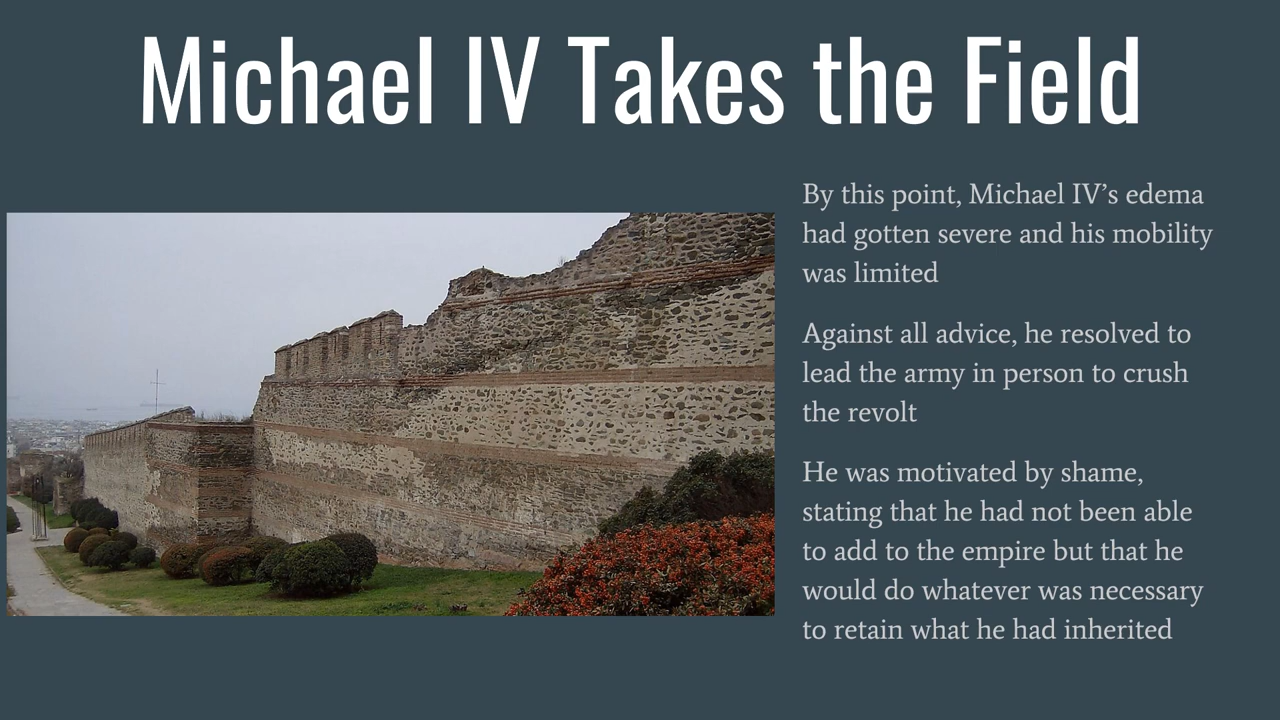 Michael IV Takes the Field
By this point, Michael IV’s edema
had gotten severe and his mobility
was limited
Against all advice, he resolved to
lead the army in person to crush
the revolt
He was motivated by shame,
stating that he had not been able
to add to the empire but that he
would do whatever was necessary
to retain what he had inherited